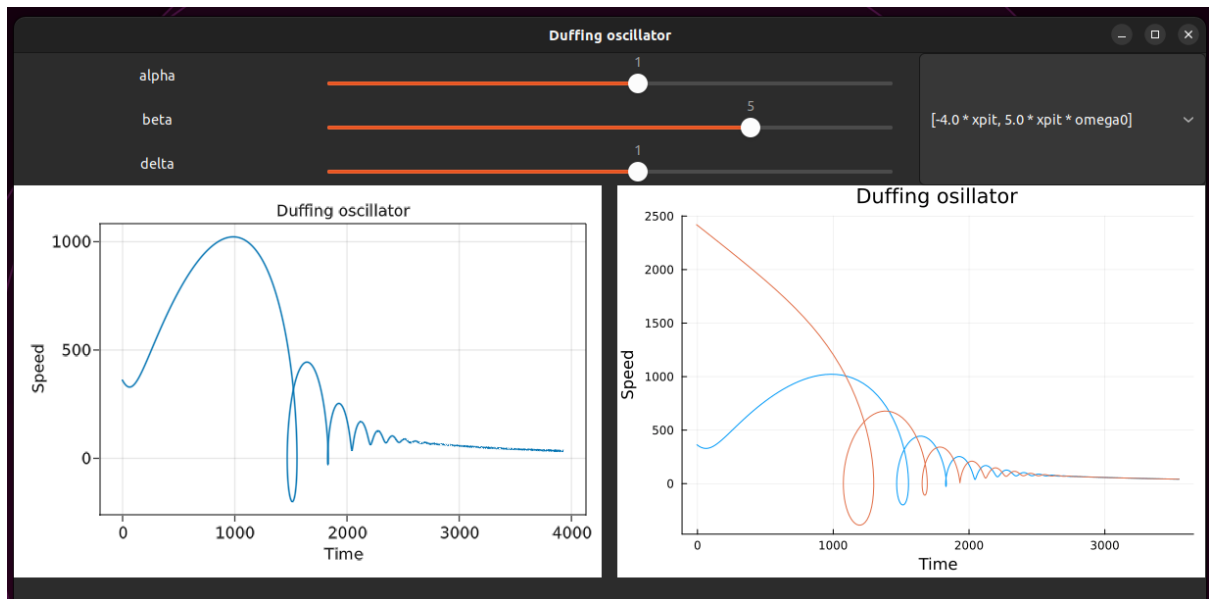 Duffing oscillator
alpha
1
beta
5
delta
1
[-4.0 * xpit, 5.0 * xpit * omega0]
Duffing oscillator
1000
500
0
Speed
0
1000
2000
3000
4000
Time
Duffing osillator
2500
2000
1500
1000
500
0
Speed
0
1000
2000
3000
Time